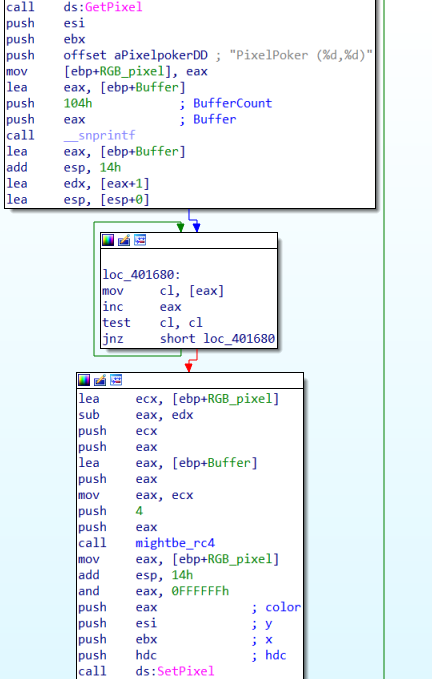 call ds:GetPixel
push esi
push ebx
push offset aPixelpokerDD ; "PixelPoker (%d,%d)"
mov [ebp+RGB_pixel], eax
lea eax, [ebp+Buffer]
push 104h ; BufferCount
push eax ; Buffer
call __snprintf
lea eax, [ebp+Buffer]
add esp, 14h
lea edx, [eax+1]
lea esp, [esp+0]
loc_401680:
mov cl, [eax]
inc eax
test cl, cl
jnz short loc_401680
lea ecx, [ebp+RGB_pixel]
sub eax, edx
push ecx
push eax
lea eax, [ebp+Buffer]
push eax
mov eax, ecx
push 4
push eax
call mightbe_rc4
mov eax, [ebp+RGB_pixel]
add esp, 14h
and eax, 0FFFFFFh
push eax ; color
push esi ; y
push ebx ; x
push hdc ; hdc
call ds:SetPixel